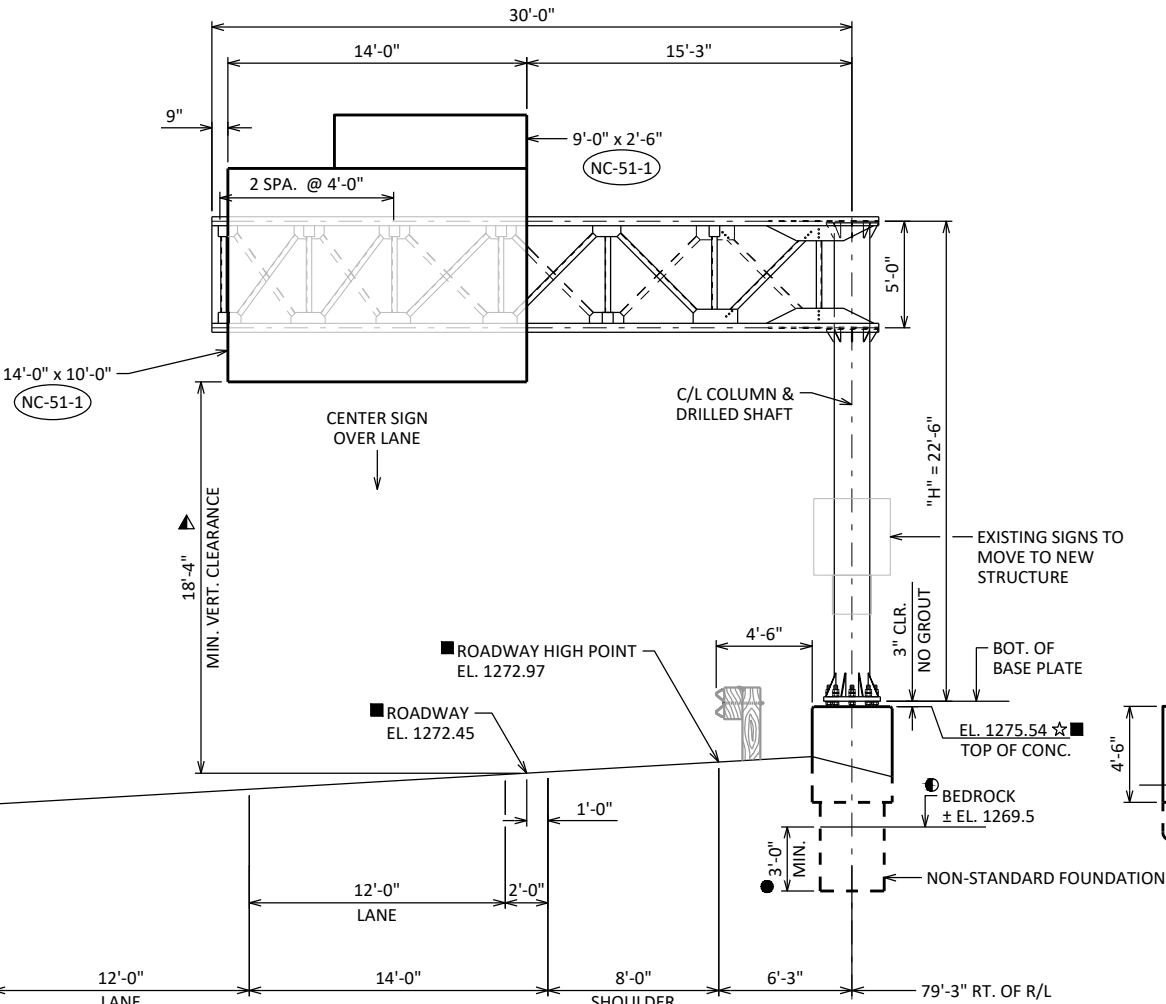 30'-0"
14'-0"
15'-3"
9"
9'-0" x 2'-6"
NC-51-1
2 SPA. @ 4'-0"
5'-0"
14'-0" x 10'-0"
NC-51-1
CENTER SIGN
OVER LANE
C/L COLUMN &
DRILLED SHAFT
"H" = 22'-6"
18'-4"
MIN. VERT. CLEARANCE
EXISTING SIGNS TO
MOVE TO NEW
STRUCTURE
3" CLR.
NO GROUT
4'-6"
ROADWAY HIGH POINT
EL. 1272.97
BOT. OF
BASE PLATE
ROADWAY
EL. 1272.45
EL. 1275.54
TOP OF CONC.
4'-6"
BEDROCK
± EL. 1269.5
1'-0"
3'-0"
MIN.
NON-STANDARD FOUNDATION
12'-0"
LANE
2'-0"
12'-0"
LANE
14'-0"
8'-0"
SHOULDER
6'-3"
79'-3" RT. OF R/L